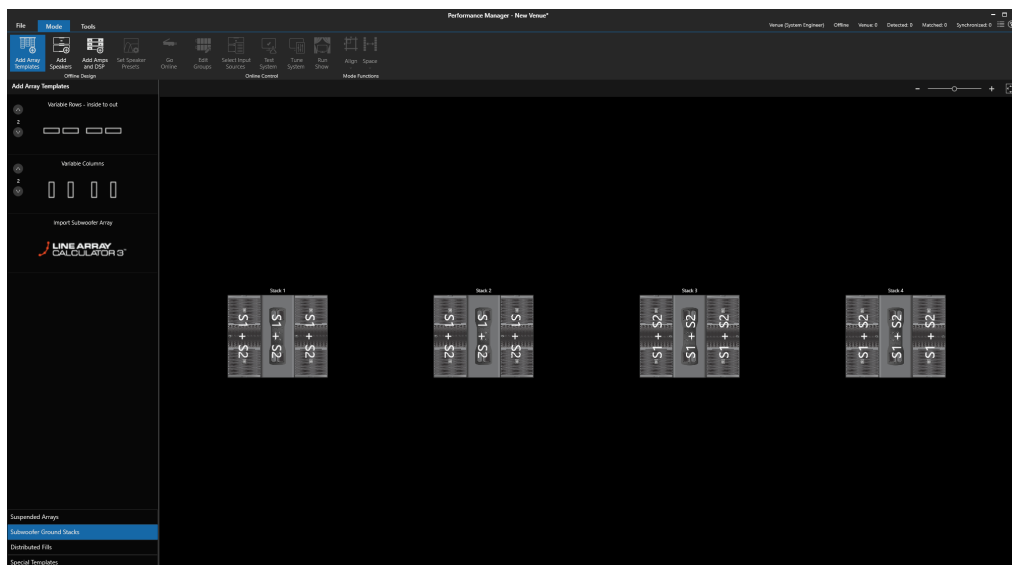 Performance Manager - New Venue*
File Mode Tools
Venue (System Engineer) Offline Venue: 0 Detected: 0 Matched: 0 Synchronized: 0
Add Array Templates
Add Speakers
Add Amps and DSP
Set Speaker Presets
Go Online
Edit Groups
Select Input Sources
Test System
Tune System
Run Show
Align Space
Offline Design
Online Control
Mode Functions
Add Array Templates
Variable Rows - inside to out
2
Variable Columns
2
Import Subwoofer Array
LINE ARRAY
CALCULATOR 3™
Suspended Arrays
Subwoofer Ground Stacks
Distributed Fills
Special Templates
Stack 1
S1 + S2
S1 + S2
S1 + S2
Stack 2
S1 + S2
S1 + S2
S1 + S2
Stack 3
S1 + S2
S1 + S2
S1 + S2
Stack 4
S1 + S2
S1 + S2
S1 + S2